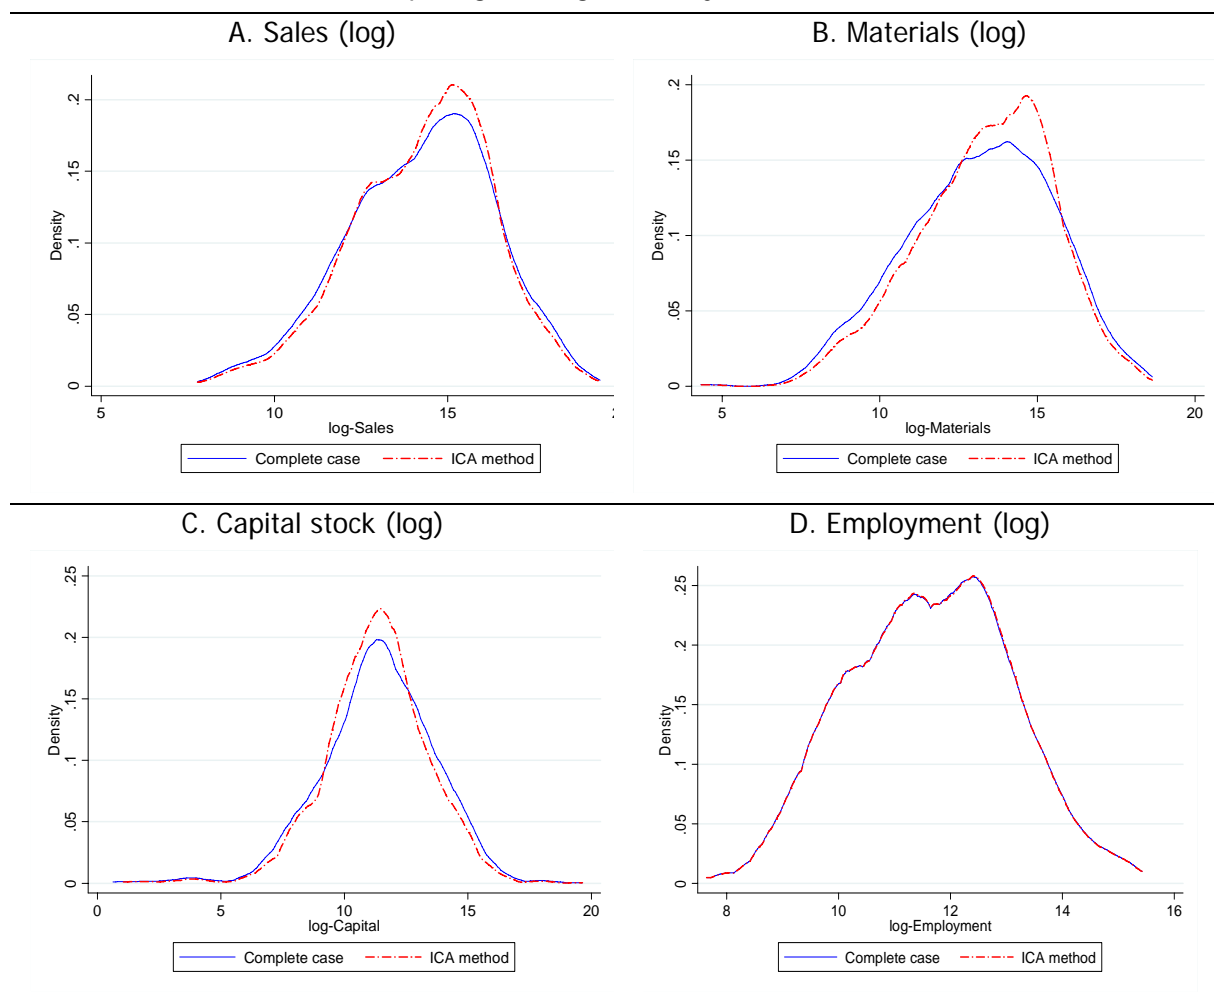 A. Sales (log)
B. Materials (log)
Density
0 .05 .1 .15 .2
5 10 15
log-Sales
Complete case ICA method
Density
0 .05 .1 .15 .2
5 10 15 20
log-Materials
Complete case ICA method
C. Capital stock (log)
D. Employment (log)
Density
0 .05 .1 .15 .2 .25
0 5 10 15 20
log-Capital
Complete case ICA method
Density
0 .05 .1 .15 .2 .25
8 10 12 14 16
log-Employment
Complete case ICA method